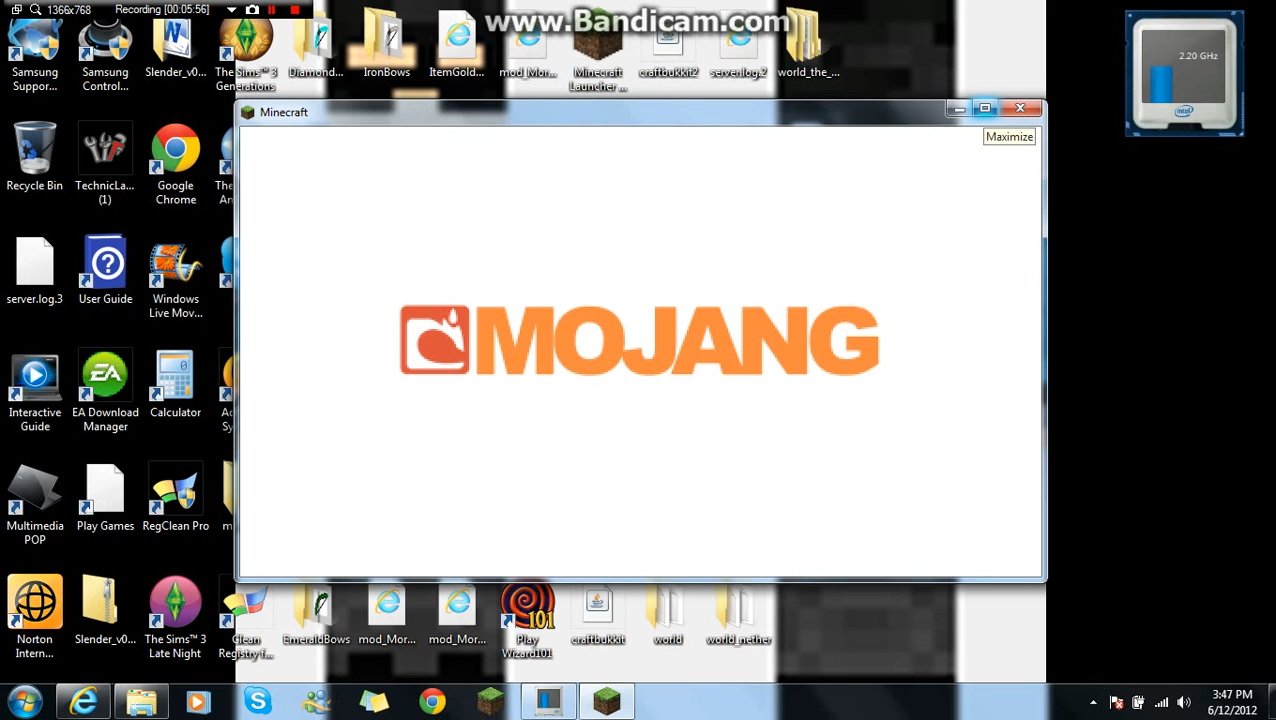 1366x768 Recording [00:05:56]
www.Bandicam.com
Samsung Suppor...
Samsung Control...
Slender_v0...
The Sims™ 3 Generations
Diamond...
IronBows
ItemGold...
mod_Mor...
Minecraft Launcher ...
craftbukkit2
server.log.2
world_the_...
2.20 GHz
intel
Minecraft
Maximize
Recycle Bin
TechnicLa... (1)
Google Chrome
MOJANG
server.log.3
User Guide
Windows Live Mov...
Interactive Guide
EA Download Manager
Calculator
Multimedia POP
Play Games
RegClean Pro
Norton Intern...
Slender_v0...
The Sims™ 3 Late Night
Clean Registry f...
EmeraldBows
mod_Mor...
mod_Mor...
Play Wizard101
craftbukkit
world
world_nether
3:47 PM
6/12/2012